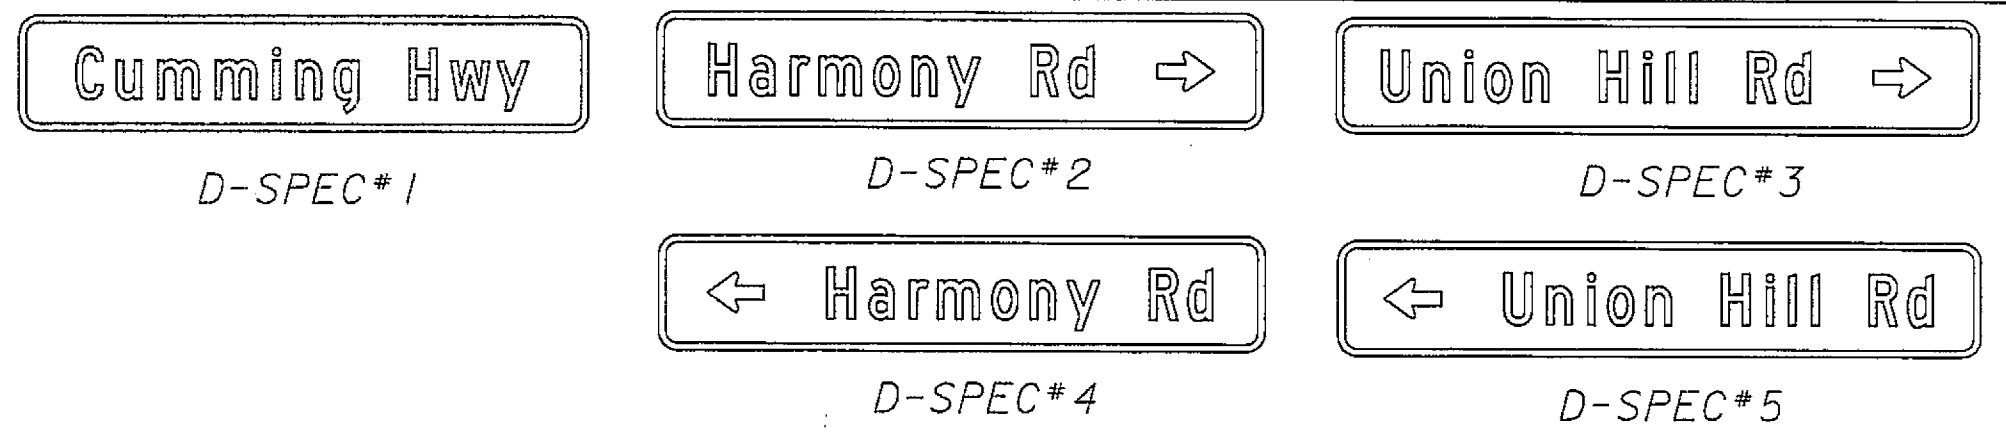 Cumming Hwy
D-SPEC#1
Harmony Rd →
D-SPEC#2
Union Hill Rd →
D-SPEC#3
← Harmony Rd
D-SPEC#4
← Union Hill Rd
D-SPEC#5